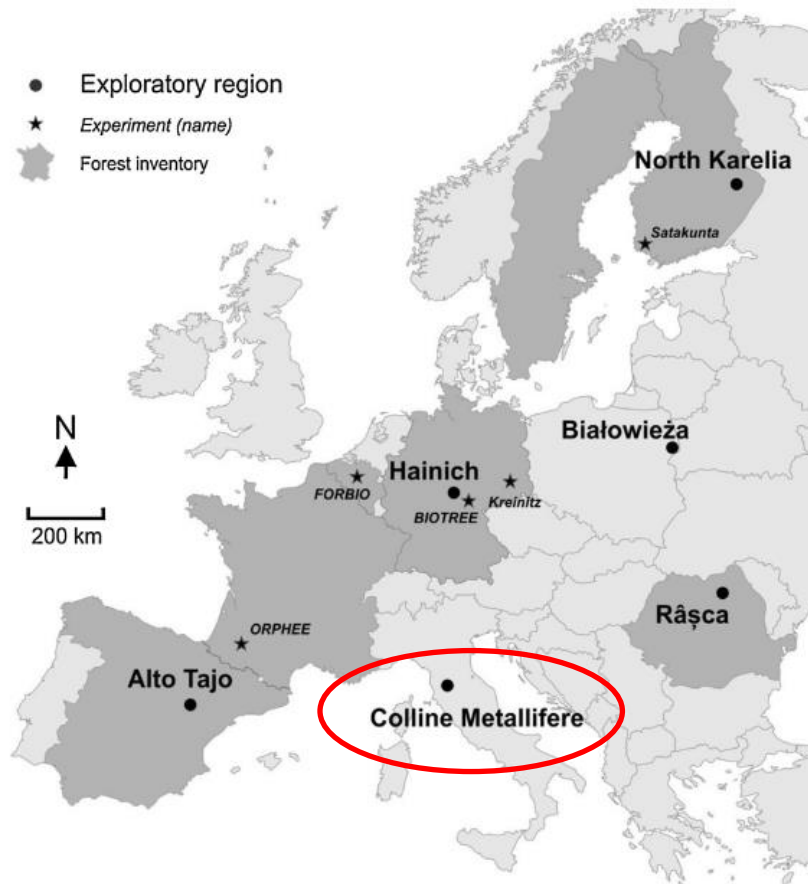 Exploratory region
Experiment (name)
Forest inventory
North Karelia
Satakunta
N
200 km
Białowieża
Hainich
FORBIO
Kreinitz
BIOTREE
Râșca
ORPHEE
Alto Tajo
Colline Metallifere